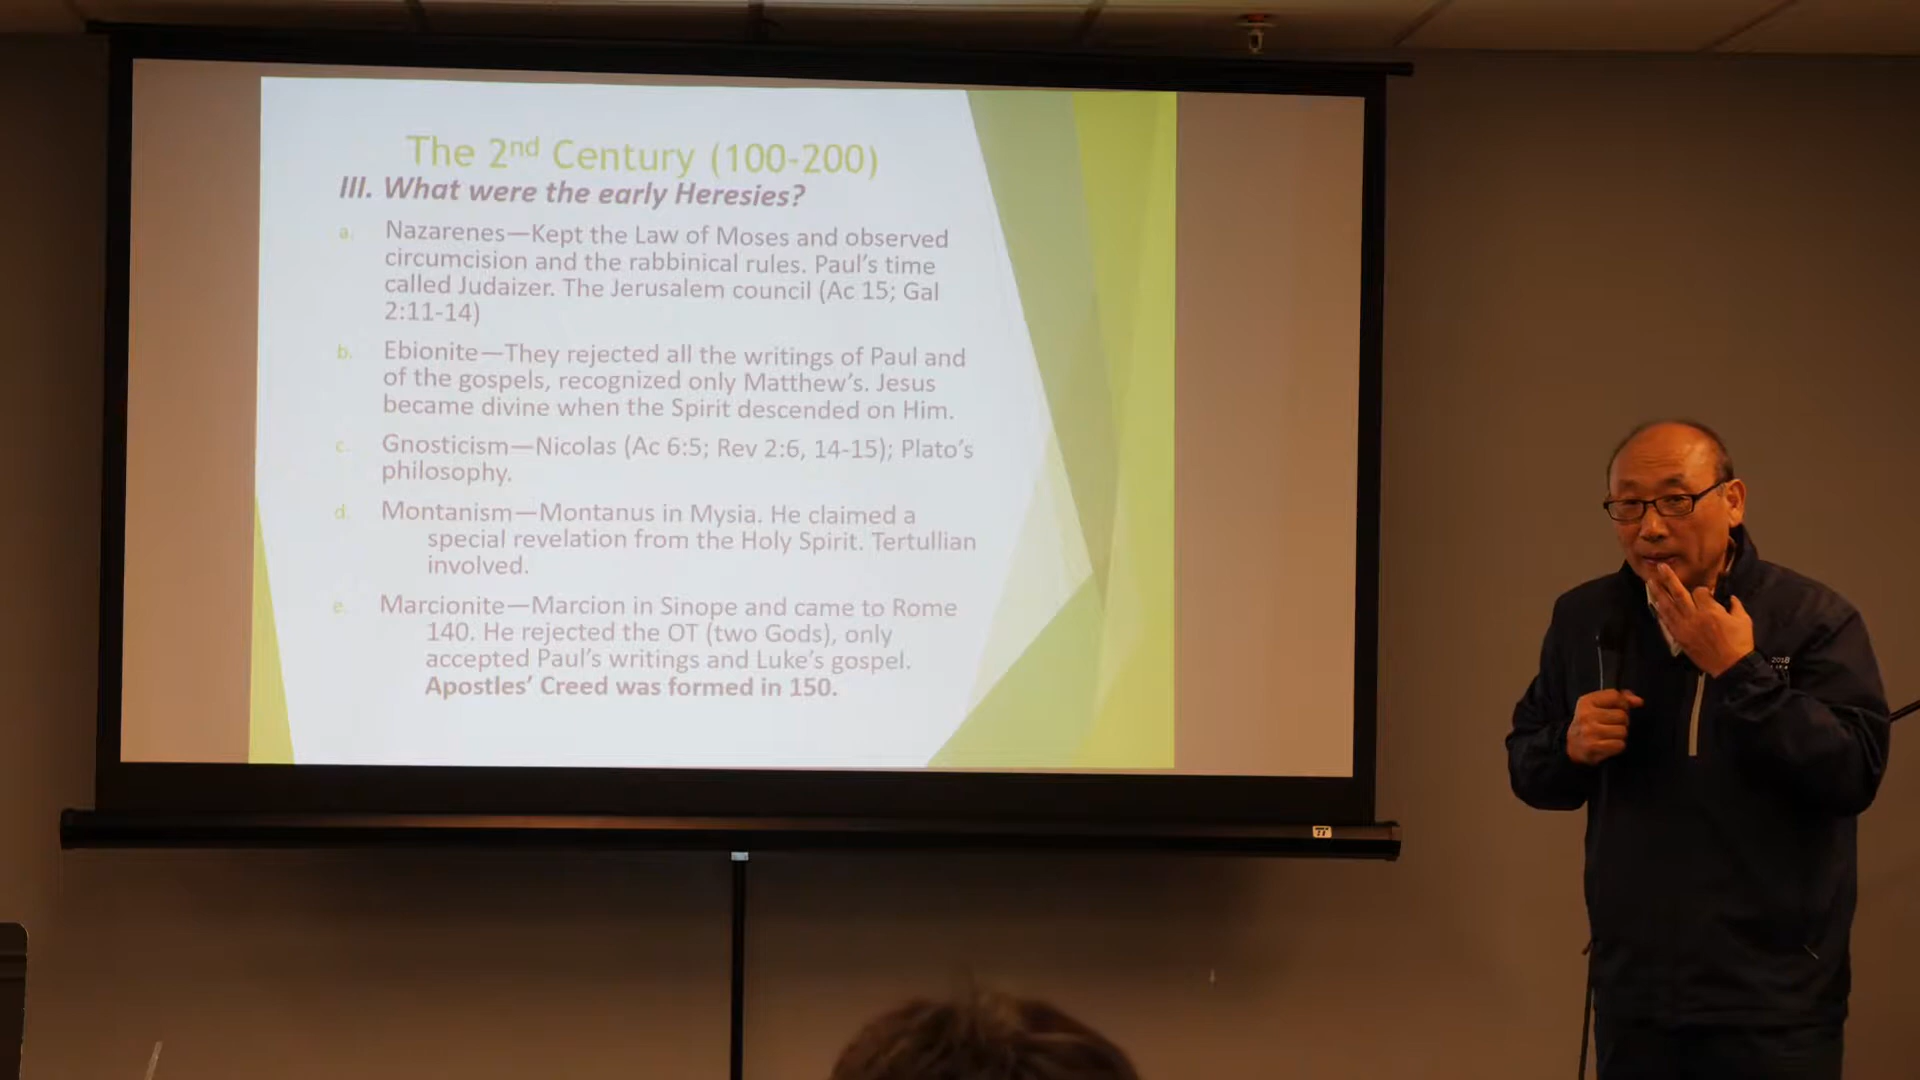 The 2nd Century (100-200)
III. What were the early Heresies?
a. Nazarenes—Kept the Law of Moses and observed
circumcision and the rabbinical rules. Paul's time
called Judaizer. The Jerusalem council (Ac 15; Gal
2:11-14)
b. Ebionite—They rejected all the writings of Paul and
of the gospels, recognized only Matthew's. Jesus
became divine when the Spirit descended on Him.
c. Gnosticism—Nicolas (Ac 6:5; Rev 2:6, 14-15); Plato's
philosophy.
d. Montanism—Montanus in Mysia. He claimed a
special revelation from the Holy Spirit. Tertullian
involved.
e. Marcionite—Marcion in Sinope and came to Rome
140. He rejected the OT (two Gods), only
accepted Paul's writings and Luke's gospel.
Apostles' Creed was formed in 150.
2018